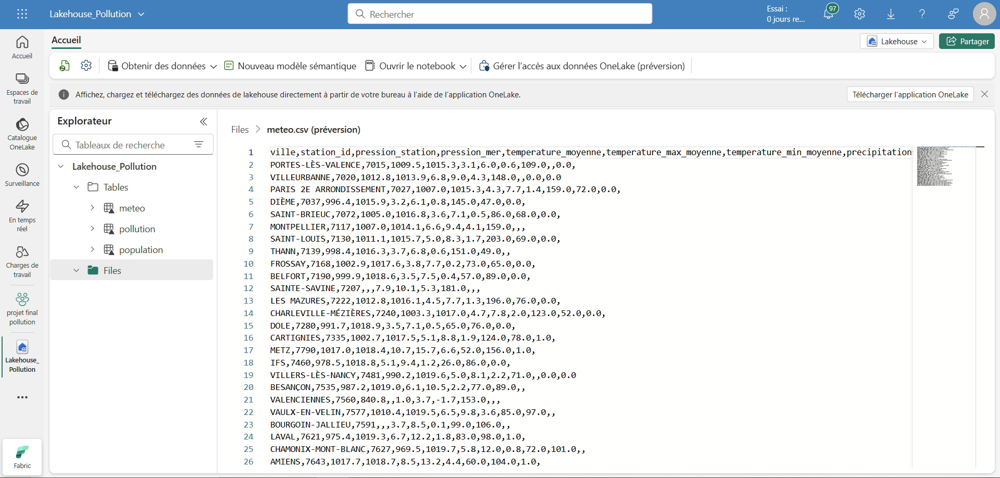 Lakehouse_Pollution
Rechercher
Essai :
0 jours re...
97
Accueil
Lakehouse
Partager
Obtenir des données
Nouveau modèle sémantique
Ouvrir le notebook
Gérer l’accès aux données OneLake (préversion)
Affichez, chargez et téléchargez des données de lakehouse directement à partir de votre bureau à l’aide de l’application OneLake.
Télécharger l’application OneLake
Accueil
Espaces de
travail
Catalogue
OneLake
Surveillance
En temps
réel
Charges de
travail
projet final
pollution
Lakehouse_
Pollution
Fabric
Explorateur
Tableaux de recherche
Lakehouse_Pollution
Tables
meteo
pollution
population
Files
Files > meteo.csv (préversion)
1 ville,station_id,pression_station,pression_mer,temperature_moyenne,temperature_max_moyenne,temperature_min_moyenne,precipitation
2 PORTES-LÈS-VALENCE,7015,1009.5,1015.3,3.1,6.0,0.6,109.0,,0.0,
3 VILLEURBANNE,7020,1012.8,1013.9,6.8,9.0,4.3,148.0,,0.0,0.0
4 PARIS 2E ARRONDISSEMENT,7027,1007.0,1015.3,4.3,7.7,1.4,159.0,72.0,0.0,
5 DIÈME,7037,996.4,1015.9,3.2,6.1,0.8,145.0,47.0,0.0,
6 SAINT-BRIEUC,7072,1005.0,1016.8,3.6,7.1,0.5,86.0,68.0,0.0,
7 MONTPELLIER,7117,1007.0,1014.1,6.6,9.4,4.1,159.0,,,
8 SAINT-LOUIS,7130,1011.1,1015.7,5.0,8.3,1.7,203.0,69.0,0.0,
9 THANN,7139,998.4,1016.3,3.7,6.8,0.6,151.0,49.0,,
10 FROSSAY,7168,1002.9,1017.6,3.8,7.7,0.2,73.0,65.0,0.0,
11 BELFORT,7190,999.9,1018.6,3.5,7.5,0.4,57.0,89.0,0.0,
12 SAINTE-SAVINE,7207,,,7.9,10.1,5.3,181.0,,,
13 LES MAZURES,7222,1012.8,1016.1,4.5,7.7,1.3,196.0,76.0,0.0,
14 CHARLEVILLE-MÉZIÈRES,7240,1003.3,1017.0,4.7,7.8,2.0,123.0,52.0,0.0,
15 DOLE,7280,991.7,1018.9,3.5,7.1,0.5,65.0,76.0,0.0,
16 CARTIGNIES,7335,1002.7,1017.5,5.1,8.8,1.9,124.0,78.0,1.0,
17 METZ,7790,1017.0,1018.4,10.7,15.7,6.6,52.0,156.0,1.0,
18 IFS,7460,978.5,1018.8,5.1,9.4,1.2,26.0,86.0,0.0,
19 VILLERS-LÈS-NANCY,7481,990.2,1019.6,5.0,8.1,2.2,71.0,,0.0,0.0
20 BESANÇON,7535,987.2,1019.0,6.1,10.5,2.2,77.0,89.0,,
21 VALENCIENNES,7560,840.8,,1.0,3.7,-1.7,153.0,,,
22 VAULX-EN-VELIN,7577,1010.4,1019.5,6.5,9.8,3.6,85.0,97.0,,
23 BOURGOIN-JALLIEU,7591,,,3.7,8.5,0.1,99.0,106.0,,
24 LAVAL,7621,975.4,1019.3,6.7,12.2,1.8,83.0,98.0,1.0,
25 CHAMONIX-MONT-BLANC,7627,969.5,1019.7,5.8,12.0,0.8,72.0,101.0,,
26 AMIENS,7643,1017.7,1018.7,8.5,13.2,4.4,60.0,104.0,1.0,